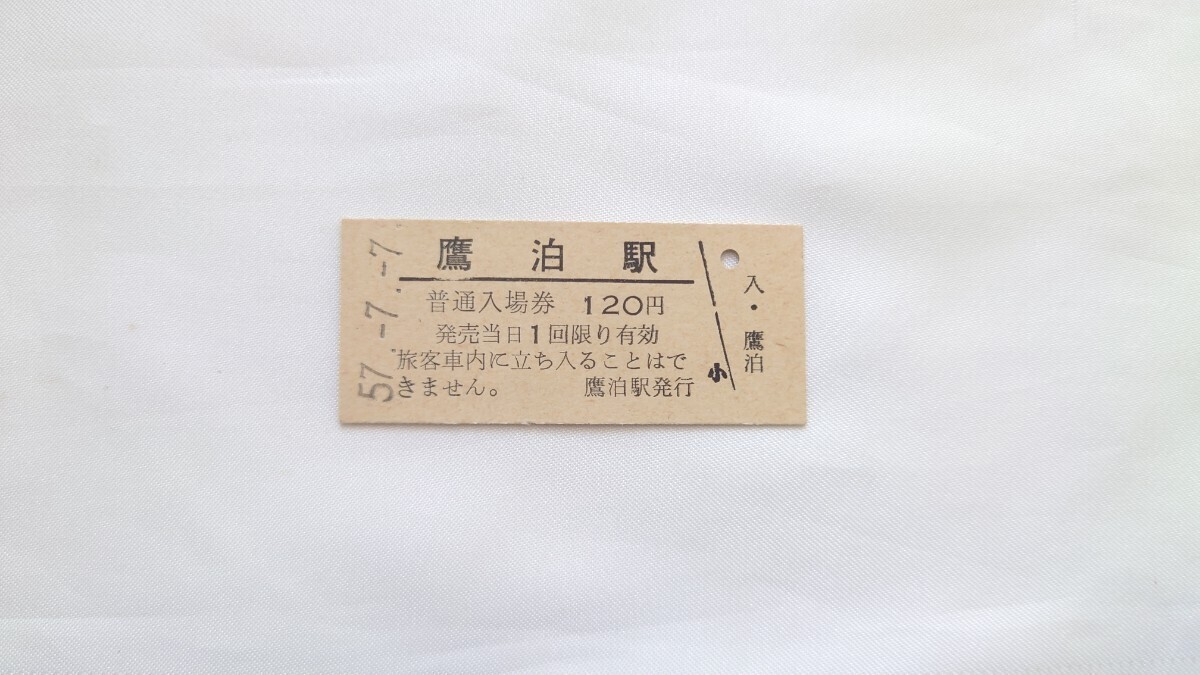 57.-7.-7
鷹泊駅
普通入場券 120円
発売当日1回限り有効
旅客車内に立ち入ることはで
きません。 鷹泊駅発行
小
入・鷹泊